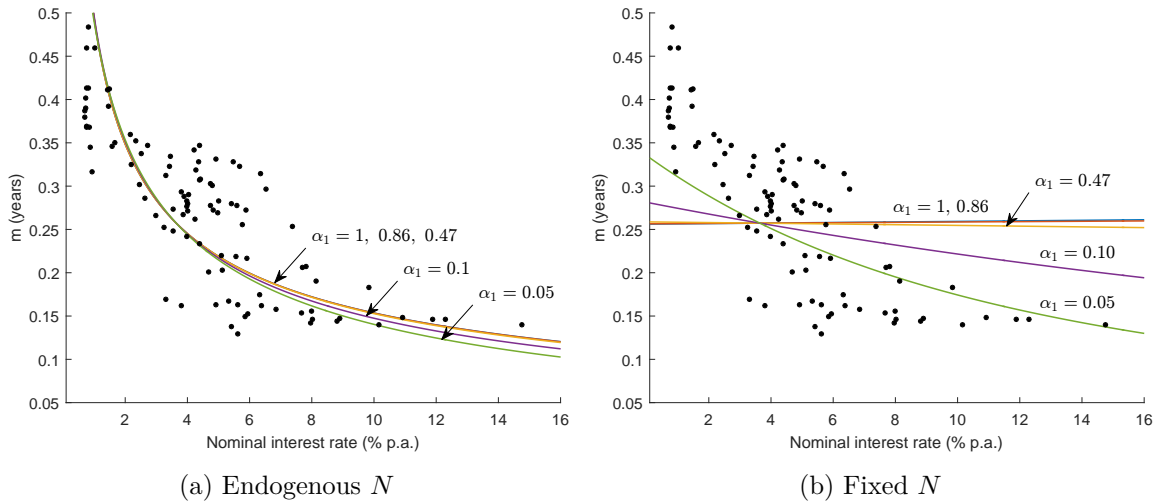 0.5
0.45
0.4
0.35
0.3
0.25
0.2
0.15
0.1
0.05
m (years)
α₁ = 1, 0.86, 0.47
α₁ = 0.1
α₁ = 0.05
2 4 6 8 10 12 14 16
Nominal interest rate (% p.a.)
(a) Endogenous N
0.5
0.45
0.4
0.35
0.3
0.25
0.2
0.15
0.1
0.05
m (years)
α₁ = 0.47
α₁ = 1, 0.86
α₁ = 0.10
α₁ = 0.05
2 4 6 8 10 12 14 16
Nominal interest rate (% p.a.)
(b) Fixed N